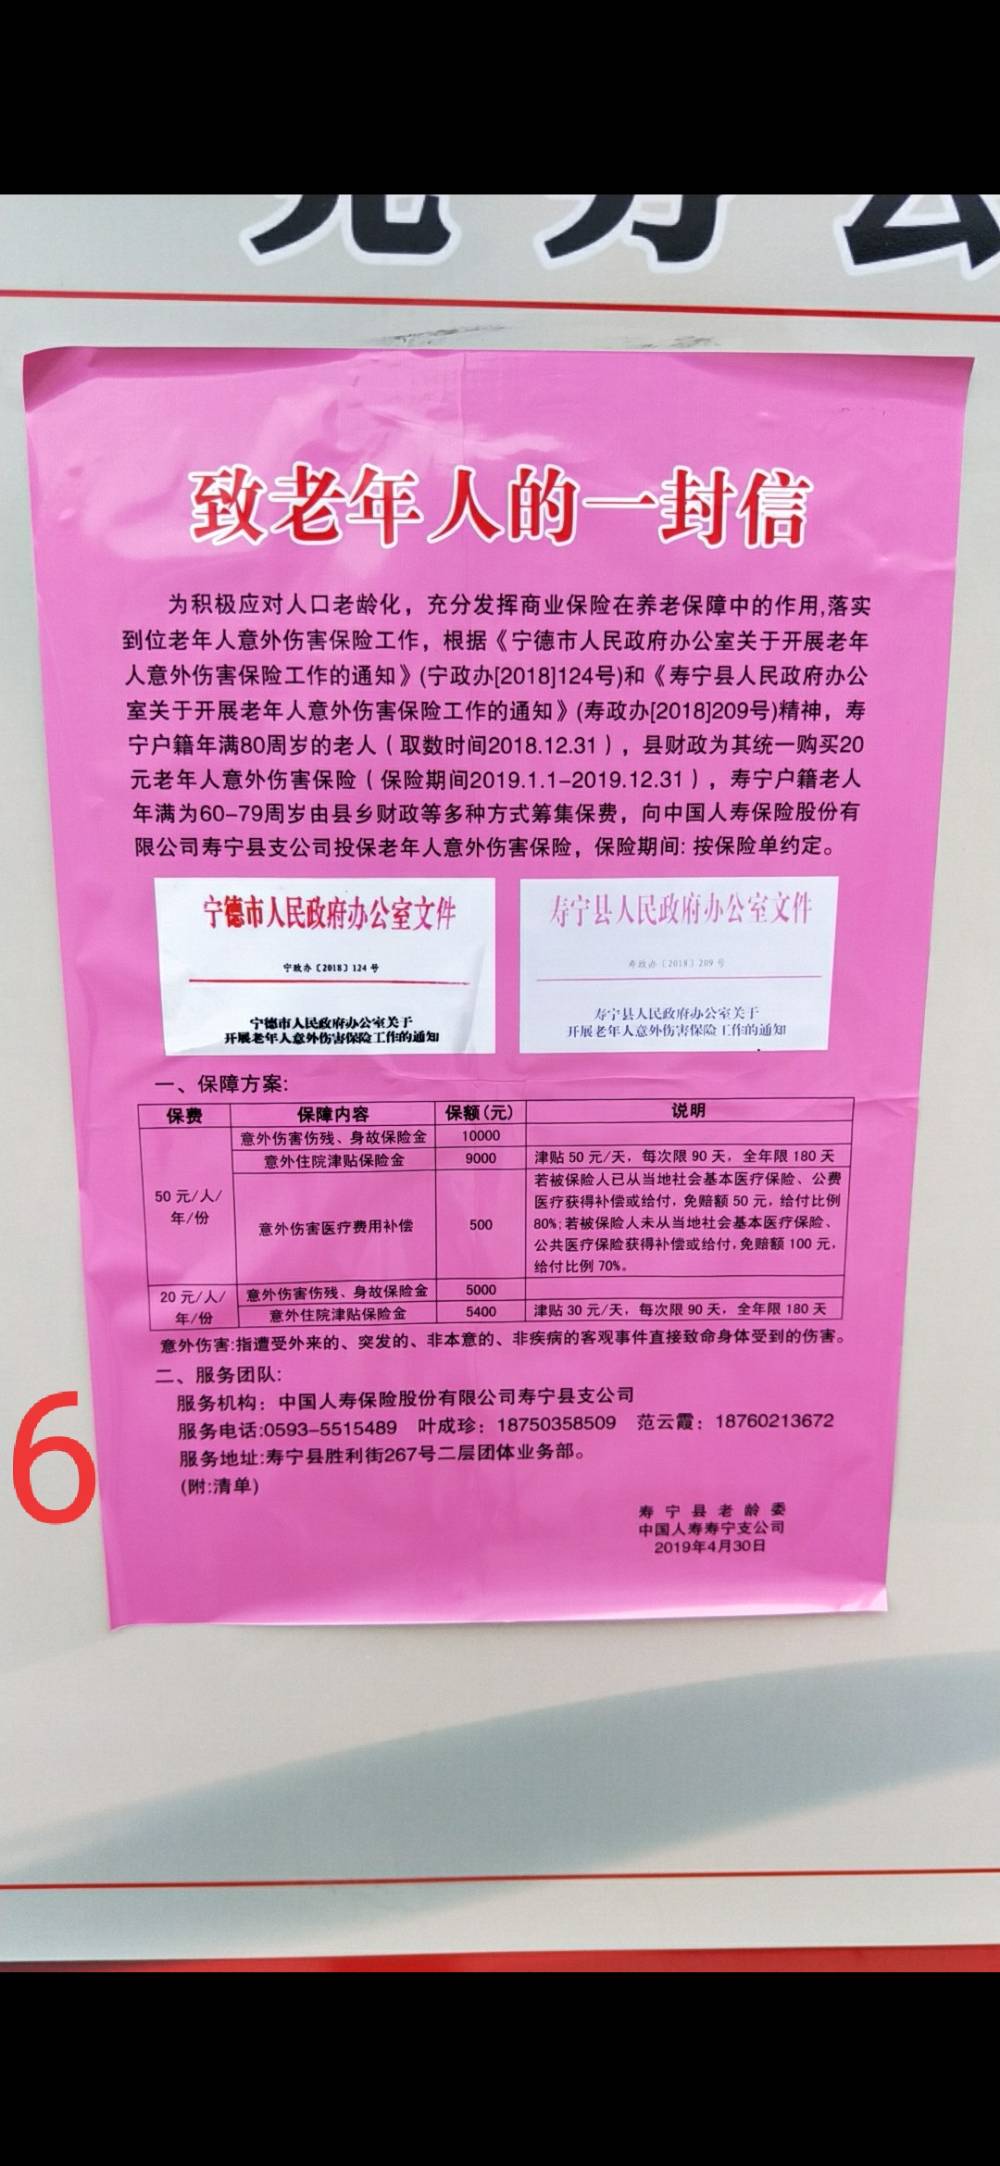 致老年人的一封信
为积极应对人口老龄化，充分发挥商业保险在养老保障中的作用,落实
到位老年人意外伤害保险工作，根据《宁德市人民政府办公室关于开展老年
人意外伤害保险工作的通知》(宁政办[2018]124号)和《寿宁县人民政府办公
室关于开展老年人意外伤害保险工作的通知》(寿政办[2018]209号)精神，寿
宁户籍年满80周岁的老人（取数时间2018.12.31），县财政为其统一购买20
元老年人意外伤害保险（保险期间2019.1.1-2019.12.31），寿宁户籍老人
年满为60-79周岁由县乡财政等多种方式筹集保费，向中国人寿保险股份有
限公司寿宁县支公司投保老年人意外伤害保险，保险期间: 按保险单约定。
宁德市人民政府办公室文件
宁政办〔2018〕124 号
宁德市人民政府办公室关于
开展老年人意外伤害保险工作的通知
寿宁县人民政府办公室文件
寿政办〔2018〕209 号
寿宁县人民政府办公室关于
开展老年人意外伤害保险工作的通知
一、保障方案:
保费 保障内容 保额(元) 说明
50 元/人/
年/份
意外伤害伤残、身故保险金 10000
意外住院津贴保险金 9000 津贴 50 元/天，每次限 90 天，全年限 180 天
意外伤害医疗费用补偿 500
若被保险人已从当地社会基本医疗保险、公费
医疗获得补偿或给付，免赔额 50 元，给付比例
80%;若被保险人未从当地社会基本医疗保险、
公共医疗保险获得补偿或给付,免赔额 100 元，
给付比例 70%。
20 元/人/
年/份
意外伤害伤残、身故保险金 5000
意外住院津贴保险金 5400 津贴 30 元/天，每次限 90 天，全年限 180 天
意外伤害:指遭受外来的、突发的、非本意的、非疾病的客观事件直接致命身体受到的伤害。
二、服务团队:
服务机构：中国人寿保险股份有限公司寿宁县支公司
服务电话:0593-5515489 叶成珍：18750358509 范云霞：18760213672
服务地址:寿宁县胜利街267号二层团体业务部。
(附:清单)
寿宁县老龄委
中国人寿寿宁支公司
2019年4月30日
6